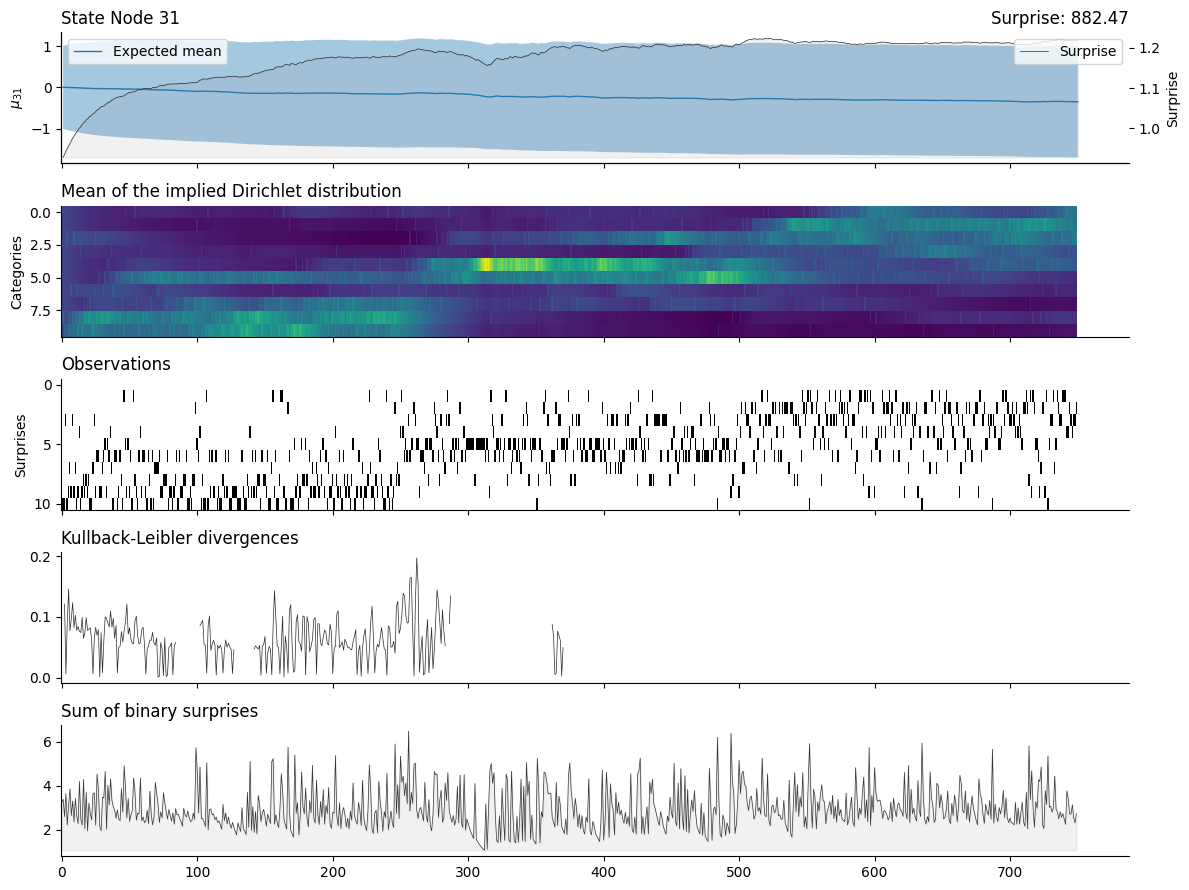 State Node 31
Surprise: 882.47
1
0
−1
μ31
Expected mean
Surprise
1.2
1.1
1.0
Surprise
Mean of the implied Dirichlet distribution
0.0
2.5
5.0
7.5
Categories
Observations
0
5
10
Surprises
Kullback-Leibler divergences
0.2
0.1
0.0
Sum of binary surprises
6
4
2
0 100 200 300 400 500 600 700